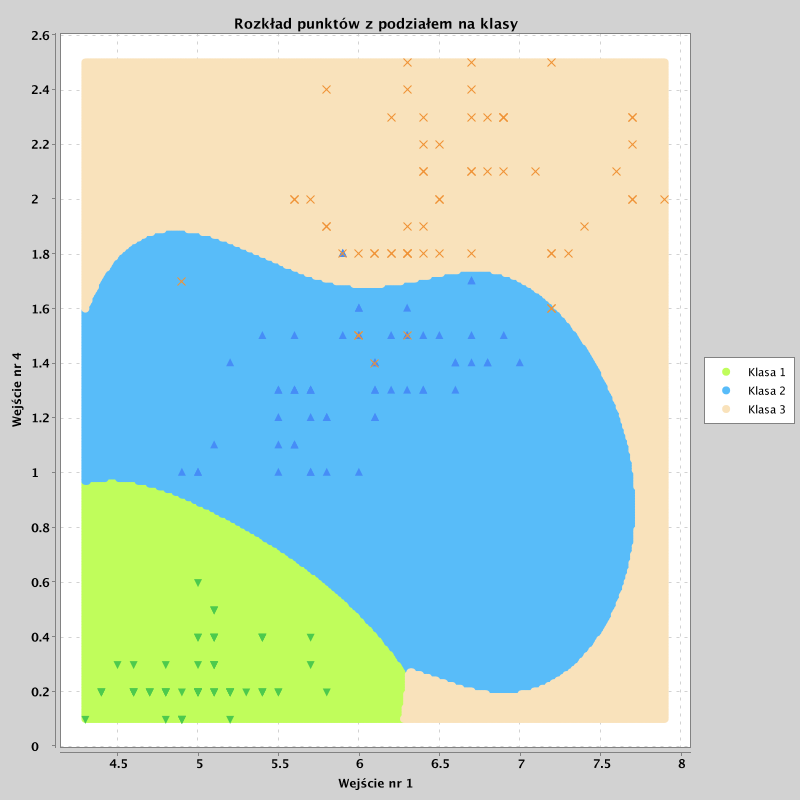 Rozkład punktów z podziałem na klasy
2.6
2.4
2.2
2
1.8
1.6
1.4
1.2
1
0.8
0.6
0.4
0.2
0
Wejście nr 4
4.5 5 5.5 6 6.5 7 7.5 8
Wejście nr 1
Klasa 1
Klasa 2
Klasa 3